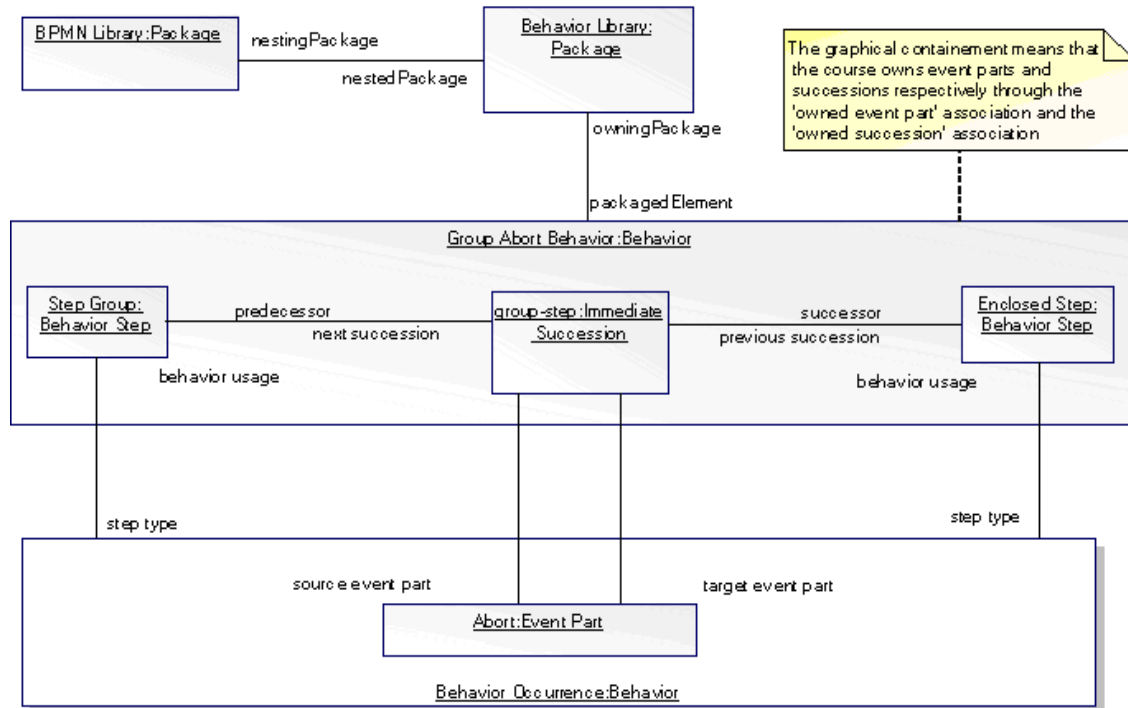 BPMN Library:Package
nestingPackage
nestedPackage
Behavior Library:
Package
The graphical containement means that
the course owns event parts and
successions respectively through the
'owned event part' association and the
'owned succession' association
owningPackage
packagedElement
Group Abort Behavior:Behavior
Step Group:
Behavior Step
predecessor
next succession
group-step:Immediate
Succession
successor
previous succession
Enclosed Step:
Behavior Step
behavior usage
behavior usage
step type
step type
source event part
target event part
Abort:Event Part
Behavior Occurrence:Behavior